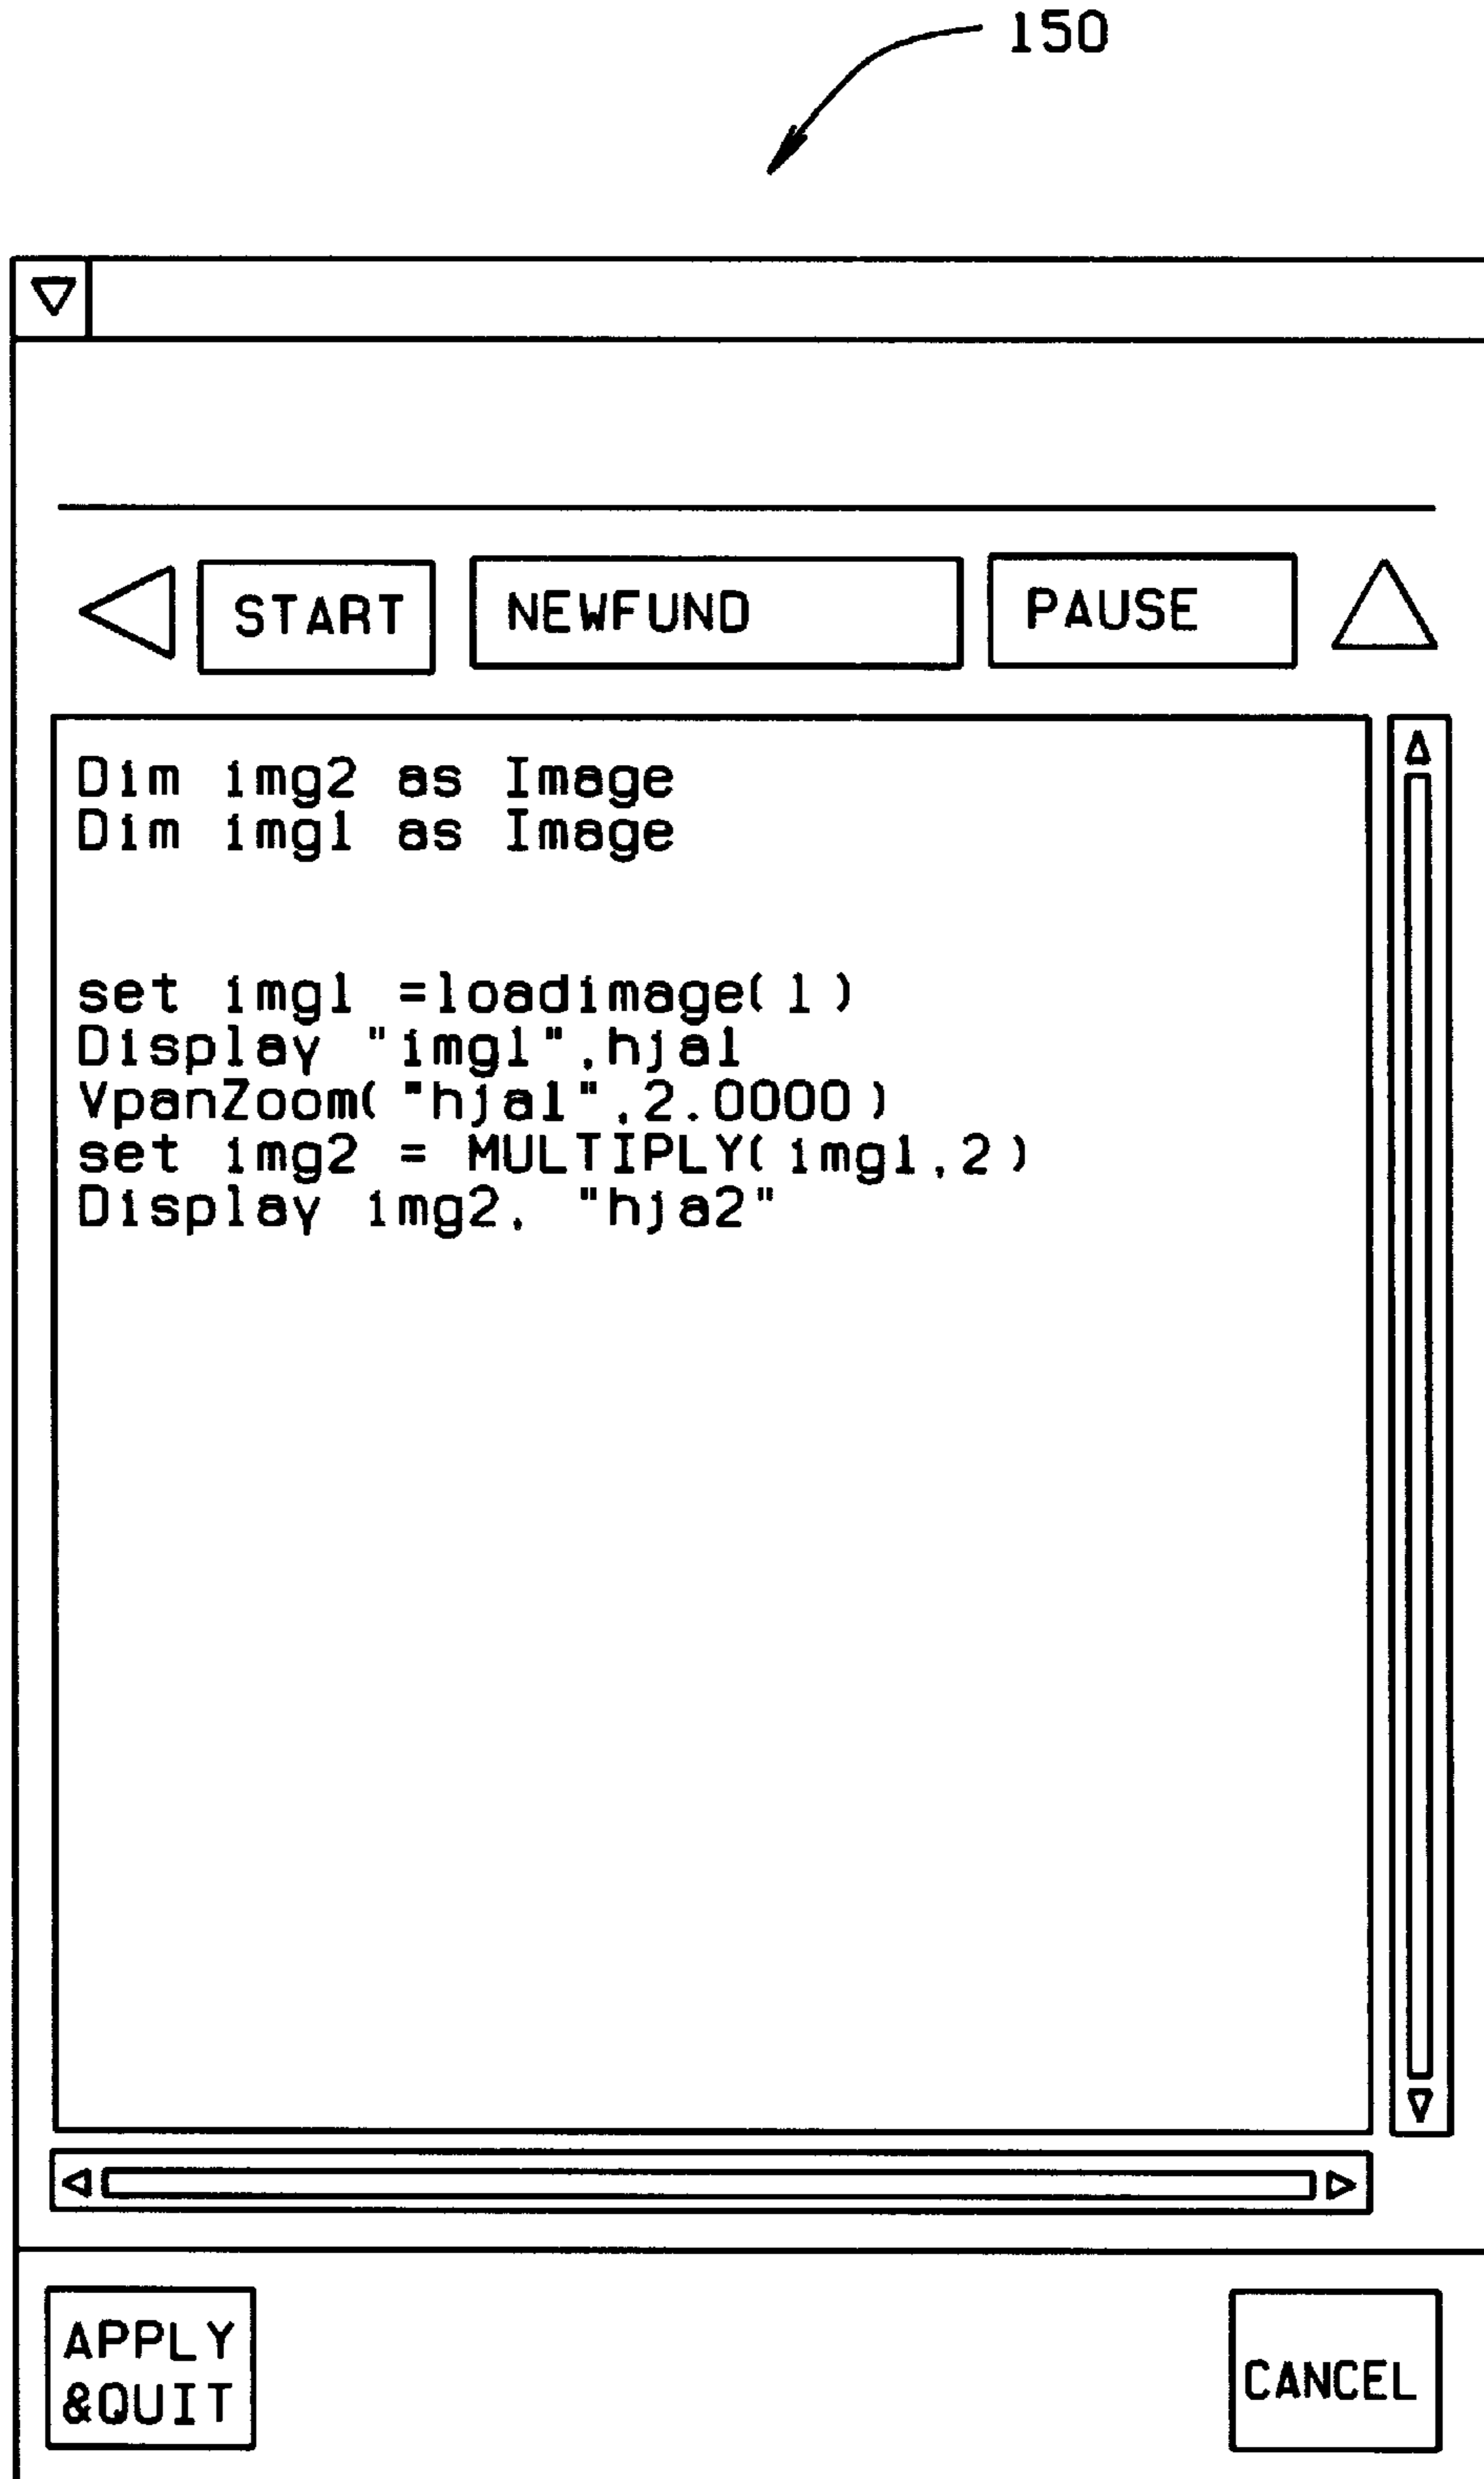 150
START NEWFUND PAUSE
Dim img2 as Image
Dim img1 as Image
set img1 =loadimage(1)
Display "img1",hja1
VpanZoom("hja1",2.0000)
set img2 = MULTIPLY(img1,2)
Display img2, "hja2"
APPLY
&QUIT
CANCEL